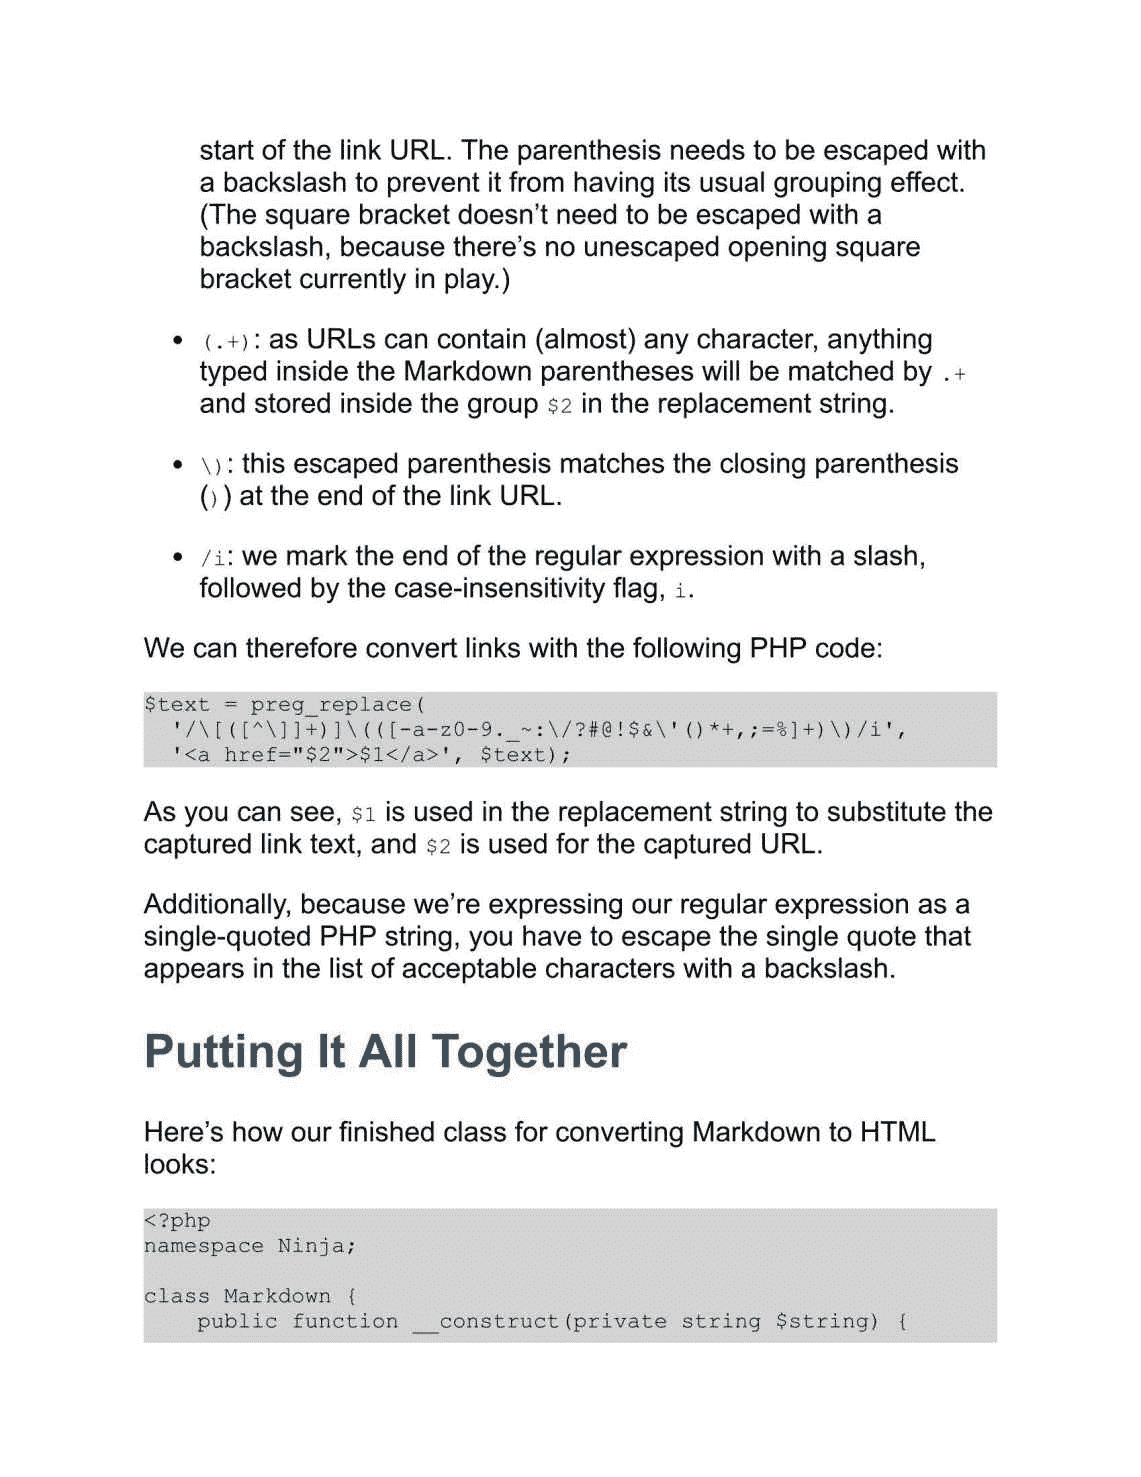 start of the link URL. The parenthesis needs to be escaped with
a backslash to prevent it from having its usual grouping effect.
(The square bracket doesn’t need to be escaped with a
backslash, because there’s no unescaped opening square
bracket currently in play.)
• (.+): as URLs can contain (almost) any character, anything
typed inside the Markdown parentheses will be matched by .+
and stored inside the group $2 in the replacement string.
• \): this escaped parenthesis matches the closing parenthesis
()) at the end of the link URL.
• /i: we mark the end of the regular expression with a slash,
followed by the case-insensitivity flag, i.
We can therefore convert links with the following PHP code:
$text = preg_replace(
  '/\[([^\]]+)]\(([-a-z0-9._~:\/?#@!$&\'()*+,;=%]+)\)/i',
  '<a href="$2">$1</a>', $text);
As you can see, $1 is used in the replacement string to substitute the
captured link text, and $2 is used for the captured URL.
Additionally, because we’re expressing our regular expression as a
single-quoted PHP string, you have to escape the single quote that
appears in the list of acceptable characters with a backslash.
Putting It All Together
Here’s how our finished class for converting Markdown to HTML
looks:
<?php
namespace Ninja;
class Markdown {
    public function __construct(private string $string) {